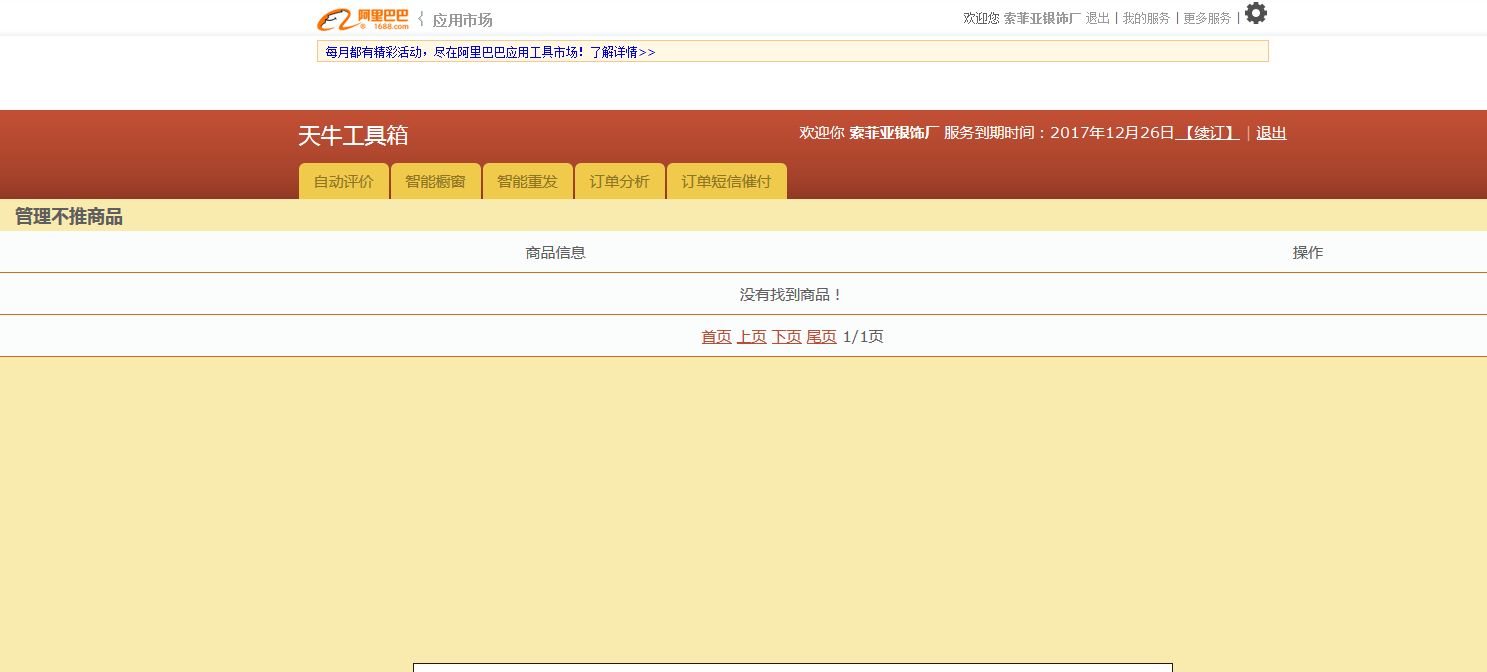 阿里巴巴 1688.com 应用市场 欢迎您 索菲亚银饰厂 退出 | 我的服务 | 更多服务 |
每月都有精彩活动，尽在阿里巴巴应用工具市场！了解详情>>
天牛工具箱 欢迎你 索菲亚银饰厂 服务到期时间：2017年12月26日 【续订】 | 退出
自动评价 智能橱窗 智能重发 订单分析 订单短信催付
管理不推商品
商品信息 操作
没有找到商品！
首页 上页 下页 尾页 1/1页